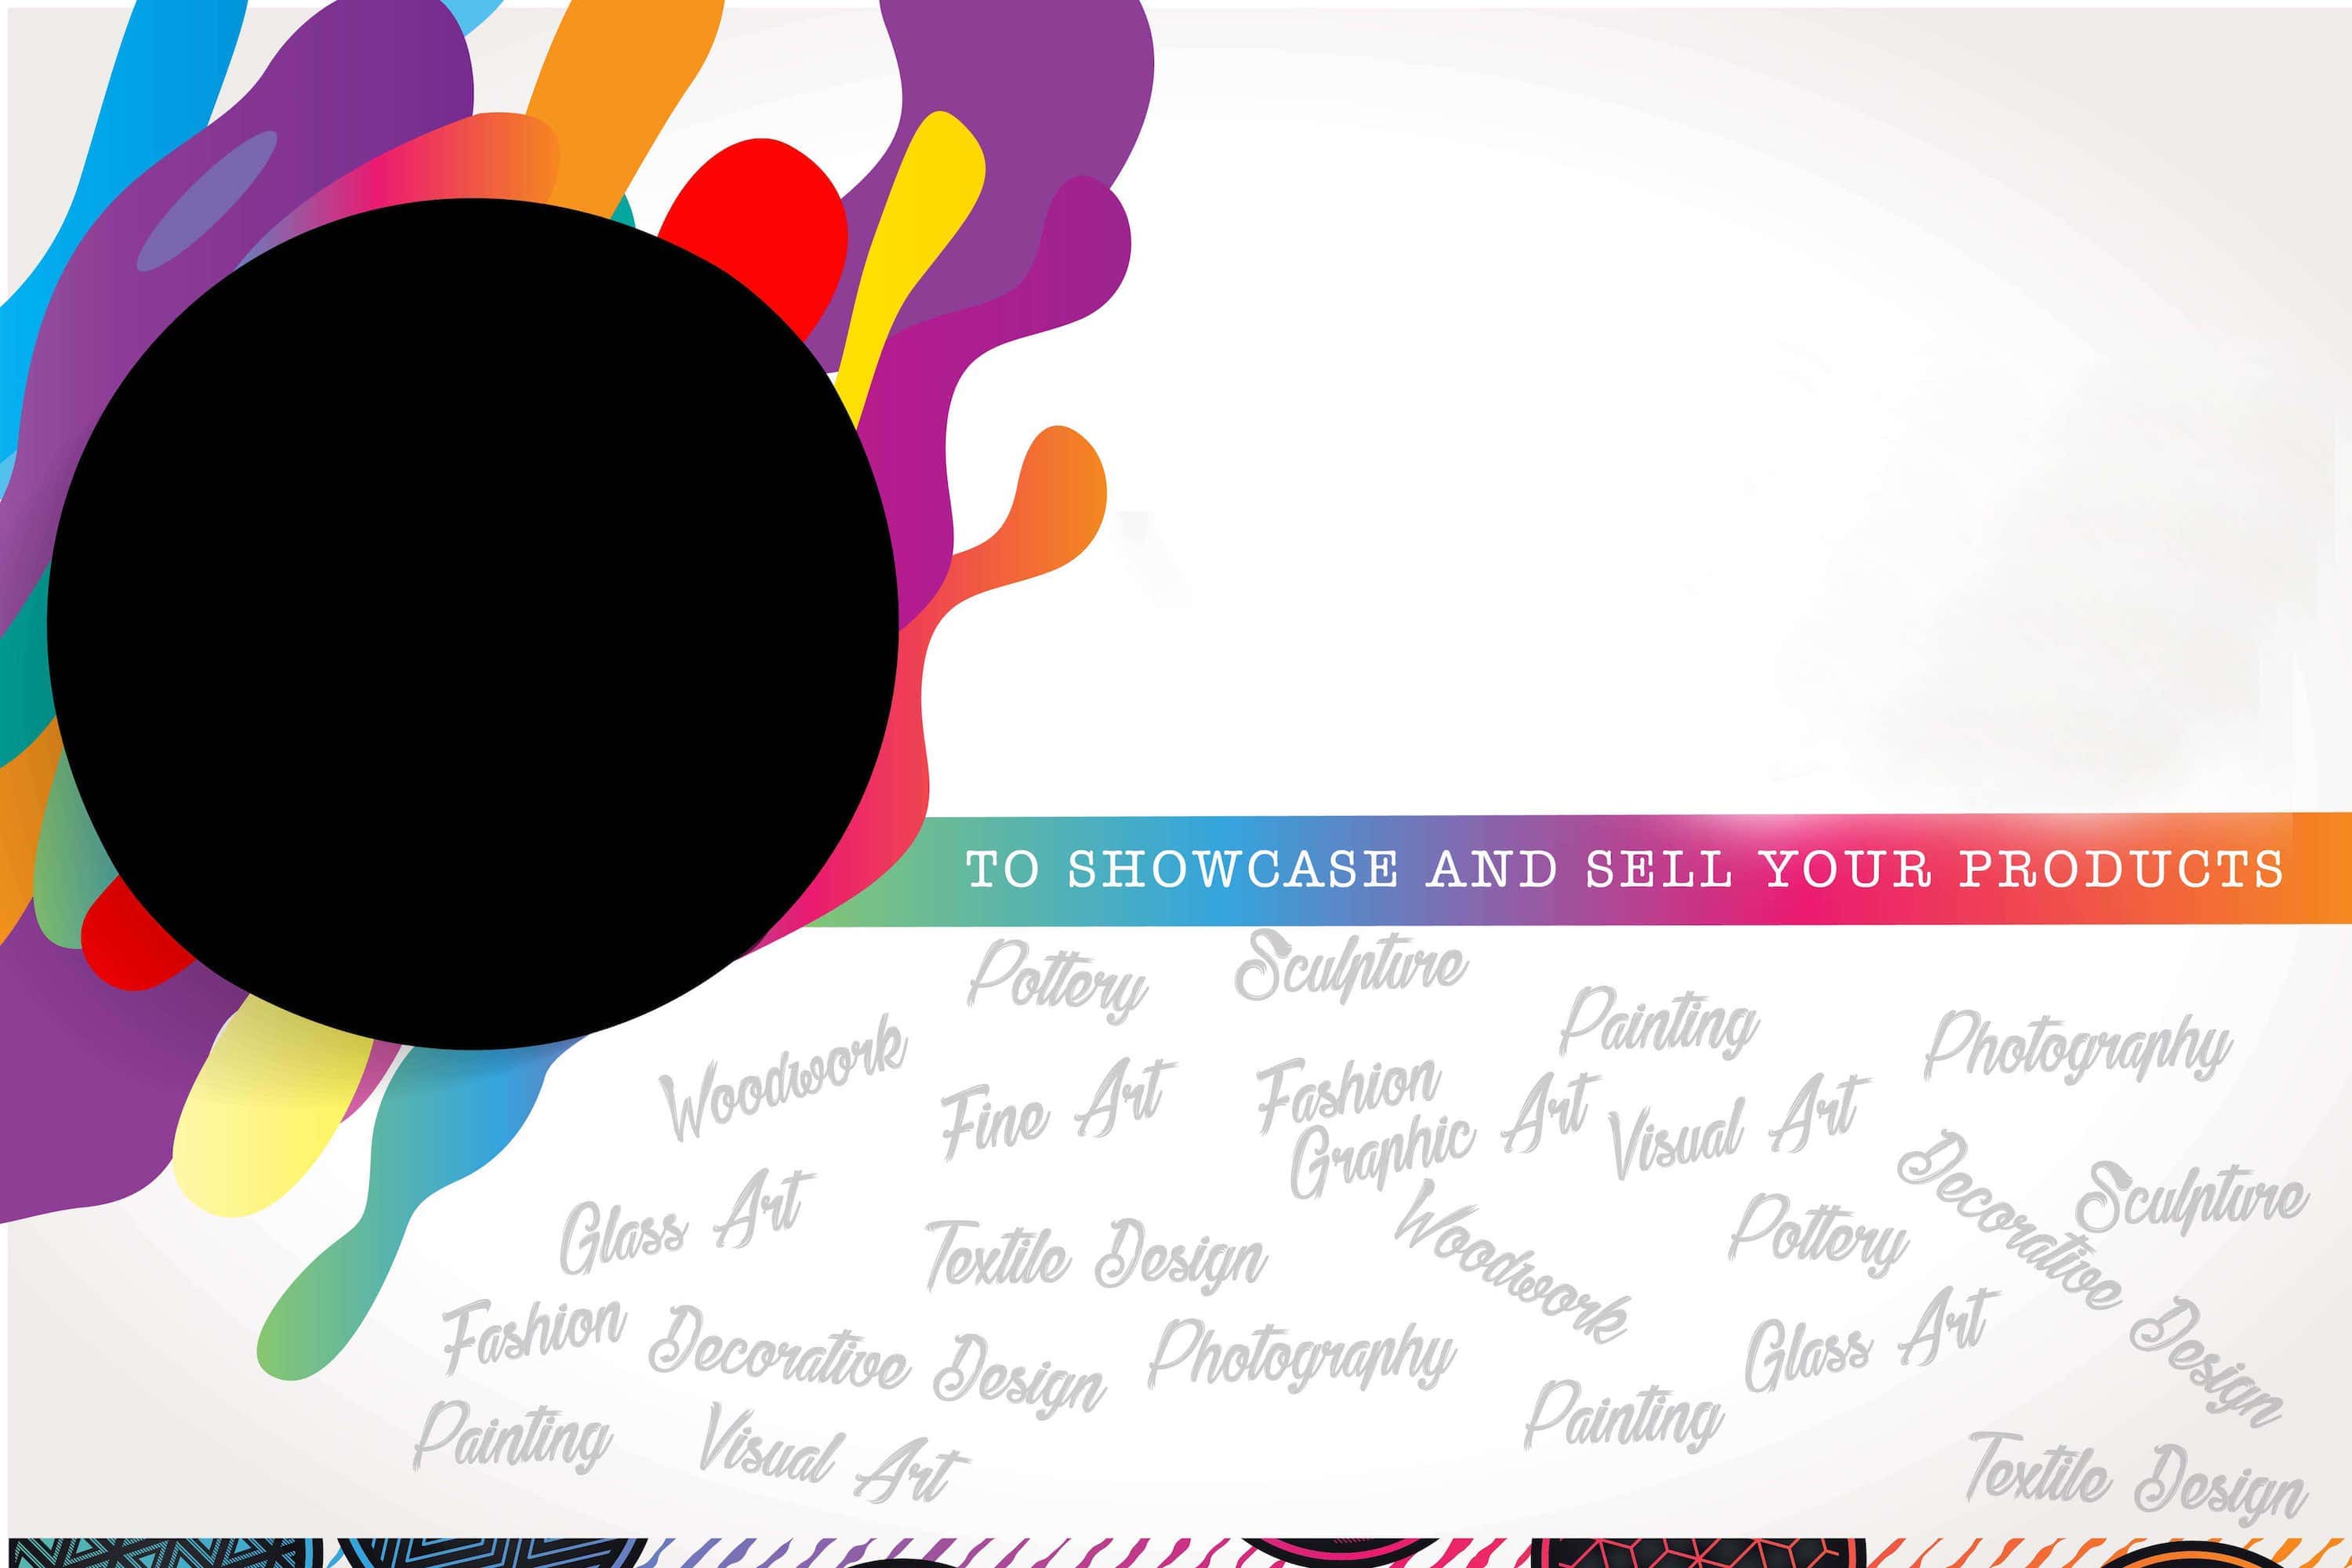 TO SHOWCASE AND SELL YOUR PRODUCTS
Pottery
Sculpture
Painting
Photography
Woodwork
Fine Art
Fashion
Graphic Art
Visual Art
Decorative Design
Sculpture
Glass Art
Textile Design
Woodwork
Pottery
Fashion
Decorative Design
Photography
Glass Art
Painting
Visual Art
Painting
Textile Design